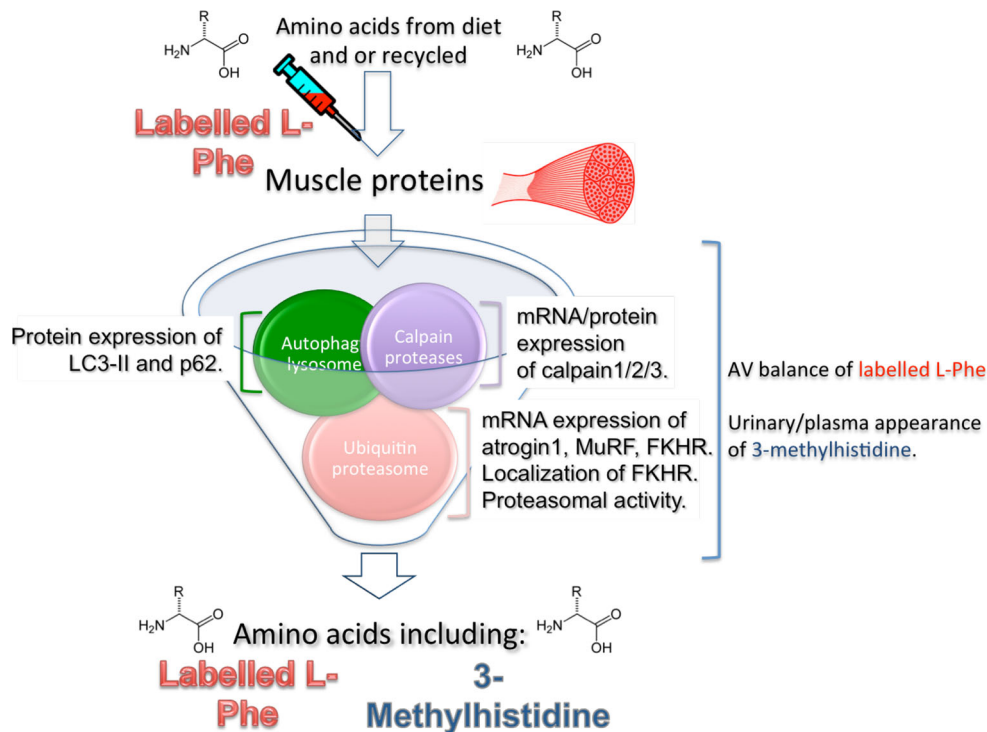 Amino acids from diet
and or recycled
R
H₂N
O
OH
R
H₂N
O
OH
Labelled L-
Phe
Muscle proteins
Protein expression of
LC3-II and p62.
Autophag
lysosome
Calpain
proteases
mRNA/protein
expression
of calpain1/2/3.
Ubiquitin
proteasome
mRNA expression of
atrogin1, MuRF, FKHR.
Localization of FKHR.
Proteasomal activity.
AV balance of labelled L-Phe
Urinary/plasma appearance
of 3-methylhistidine.
R
H₂N
O
OH
Amino acids including:
R
H₂N
O
OH
Labelled L-
Phe
3-
Methylhistidine